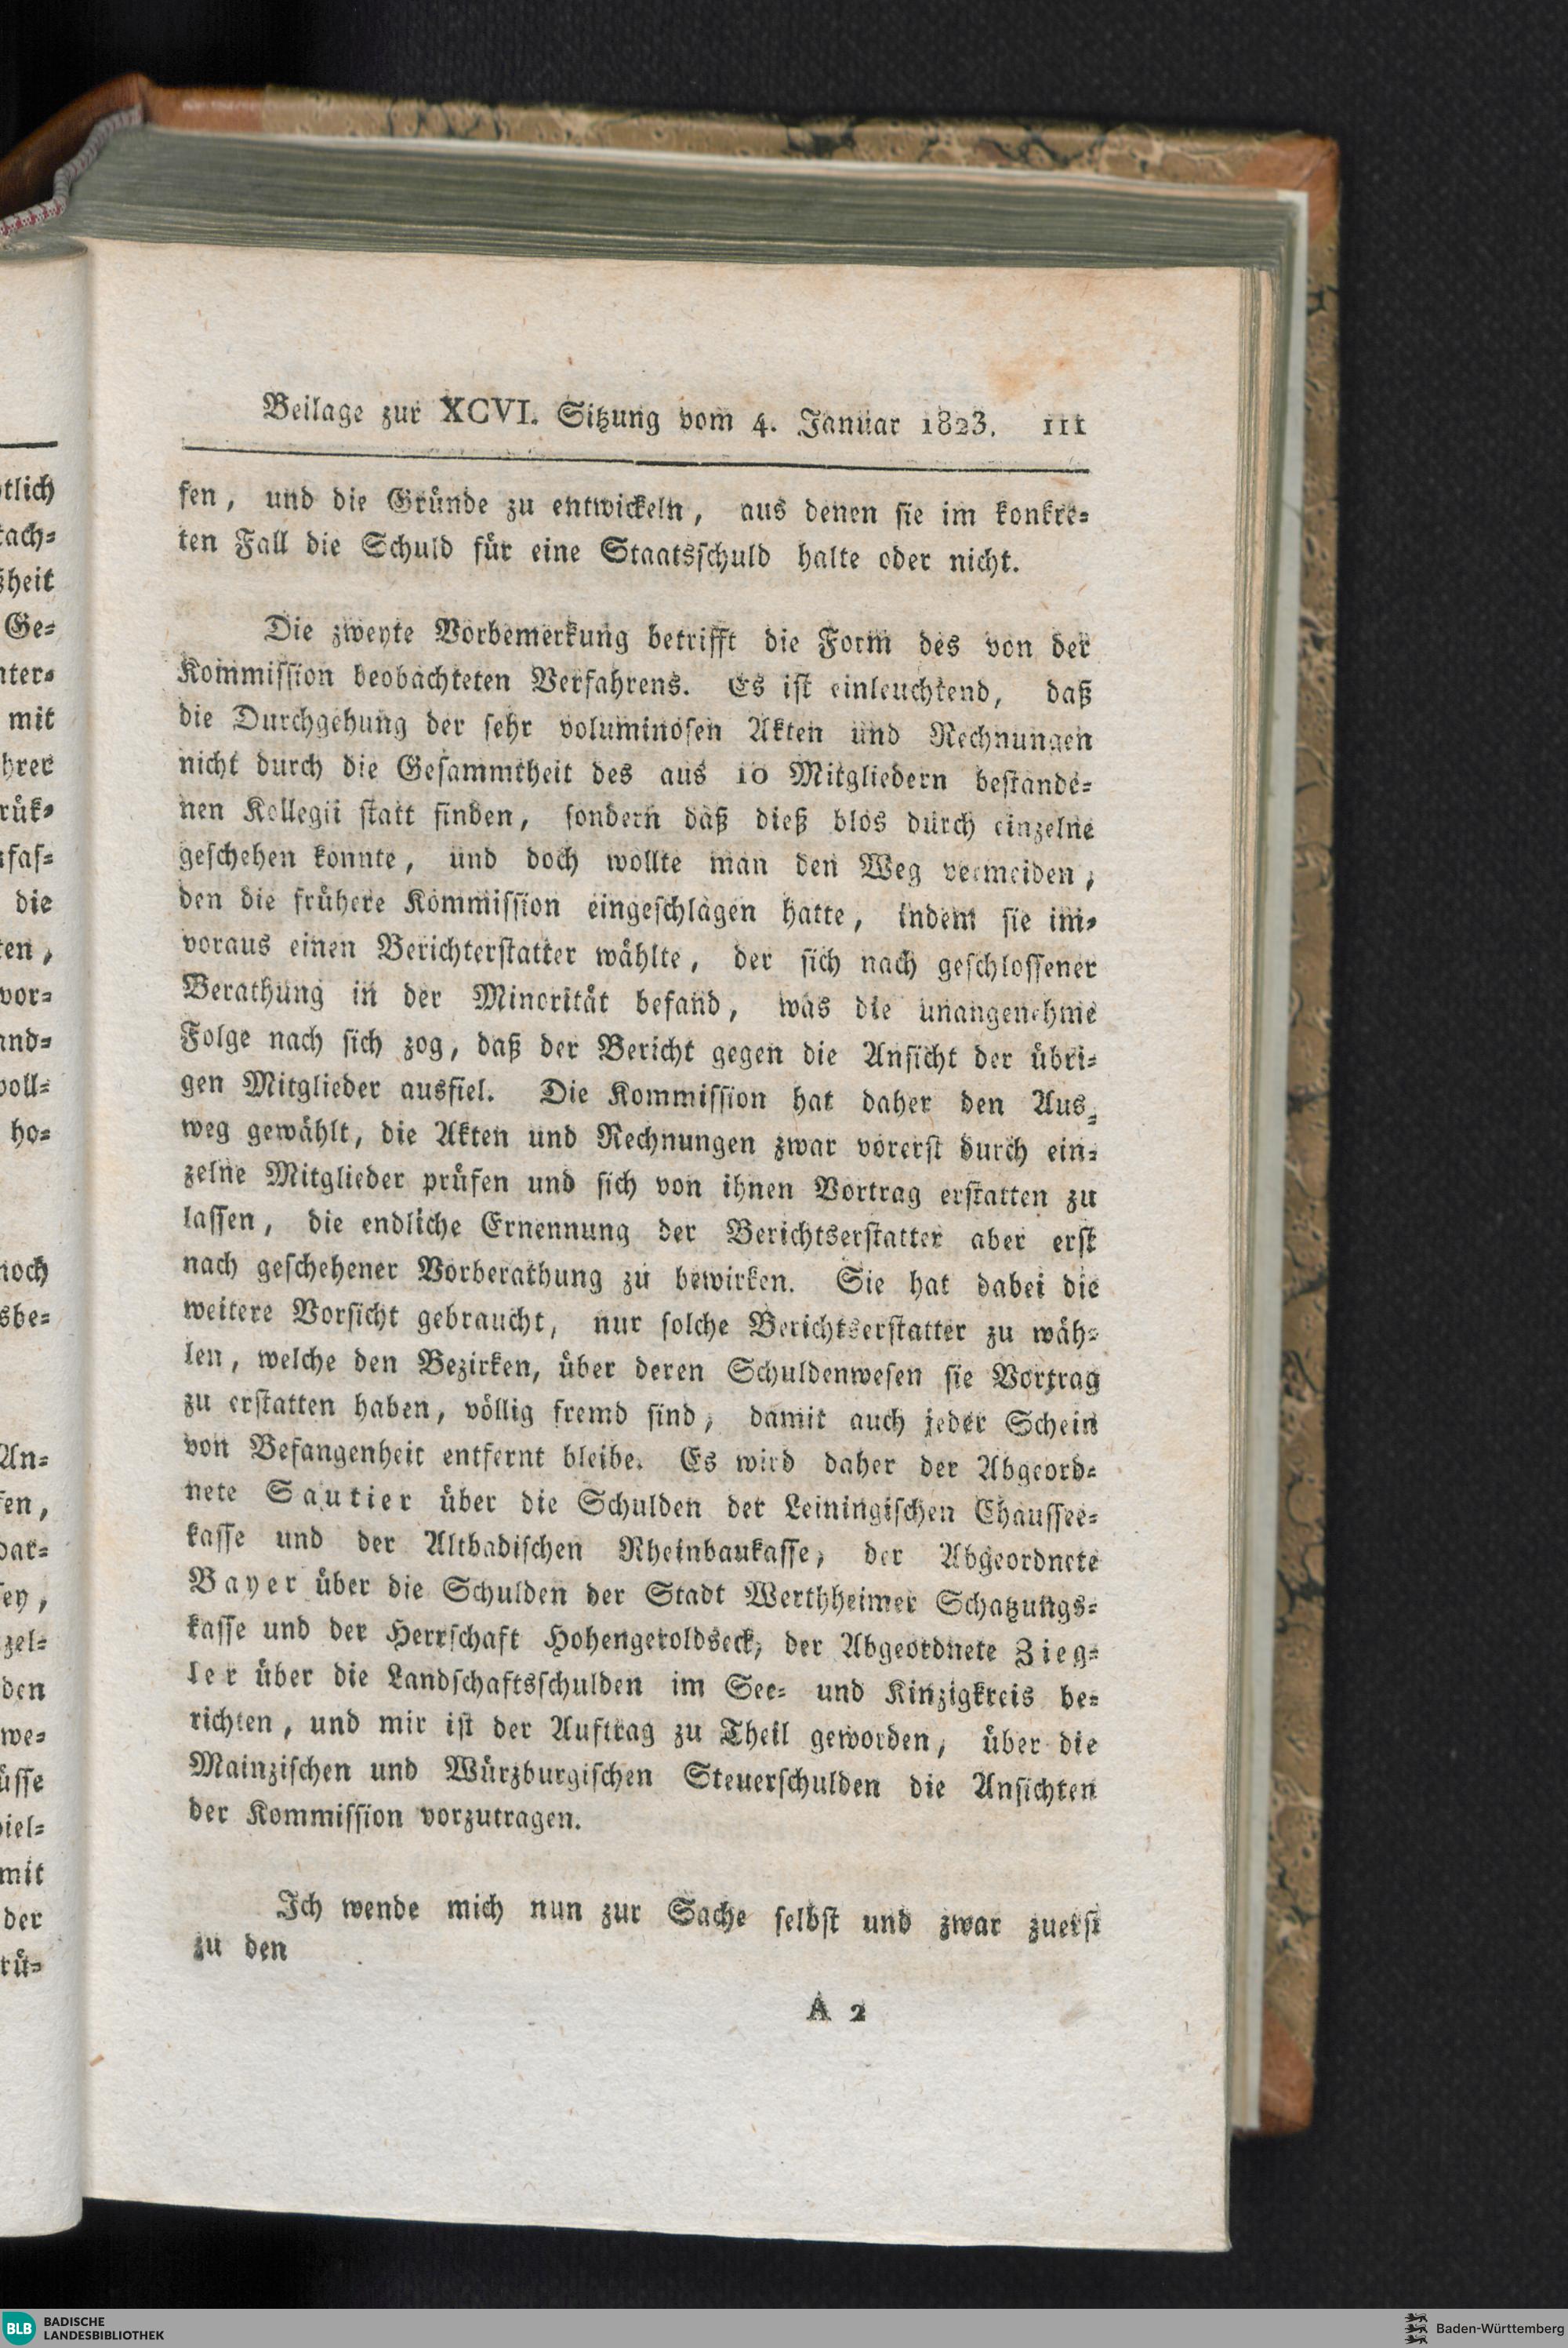 Beilage zur XCVI. Sitzung vom 4. Januar 1823. 111
fen, und die Gründe zu entwickeln, aus denen sie im konkre-
ten Fall die Schuld für eine Staatsschuld halte oder nicht.
Die zweyte Vorbemerkung betrifft die Form des von der
Kommission beobachteten Verfahrens. Es ist einleuchtend, daß
die Durchgehung der sehr voluminösen Akten und Rechnungen
nicht durch die Gesammtheit des aus 10 Mitgliedern bestande-
nen Kollegii statt finden, sondern daß dieß blos durch einzelne
geschehen konnte, und doch wollte man den Weg vermeiden,
den die frühere Kommission eingeschlagen hatte, indem sie im-
voraus einen Berichterstatter wählte, der sich nach geschlossener
Berathung in der Minorität befand, was die unangenehme
Folge nach sich zog, daß der Bericht gegen die Ansicht der übri-
gen Mitglieder ausfiel. Die Kommission hat daher den Aus-
weg gewählt, die Akten und Rechnungen zwar vorerst durch ein-
zelne Mitglieder prüfen und sich von ihnen Vortrag erstatten zu
lassen, die endliche Ernennung der Berichtserstatter aber erst
nach geschehener Vorberathung zu bewirken. Sie hat dabei die
weitere Vorsicht gebraucht, nur solche Berichtserstatter zu wäh-
len, welche den Bezirken, über deren Schuldenwesen sie Vortrag
zu erstatten haben, völlig fremd sind, damit auch jeder Schein
von Befangenheit entfernt bleibe. Es wird daher der Abgeord-
nete Sautier über die Schulden der Leiningischen Chaussee-
kasse und der Altbadischen Rheinbaukasse, der Abgeordnete
Bayer über die Schulden der Stadt Werthheimer Schatzungs-
kasse und der Herrschaft Hohengeroldseck, der Abgeordnete Zieg-
ler über die Landschaftsschulden im See- und Kinzigkreis be-
richten, und mir ist der Auftrag zu Theil geworden, über die
Mainzischen und Würzburgischen Steuerschulden die Ansichten
der Kommission vorzutragen.
Ich wende mich nun zur Sache selbst und zwar zuerst
zu den
A 2
BLB BADISCHE
LANDESBIBLIOTHEK
Baden-Württemberg